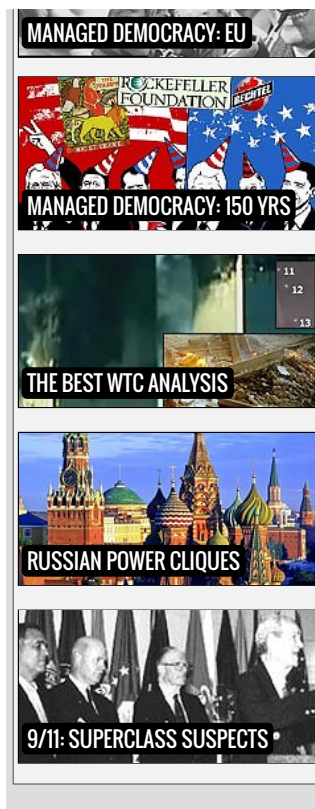 MANAGED DEMOCRACY: EU
ROCKEFELLER
FOUNDATION
BECHTEL
MANAGED DEMOCRACY: 150 YRS
11
12
13
THE BEST WTC ANALYSIS
RUSSIAN POWER CLIQUES
9/11: SUPERCLASS SUSPECTS